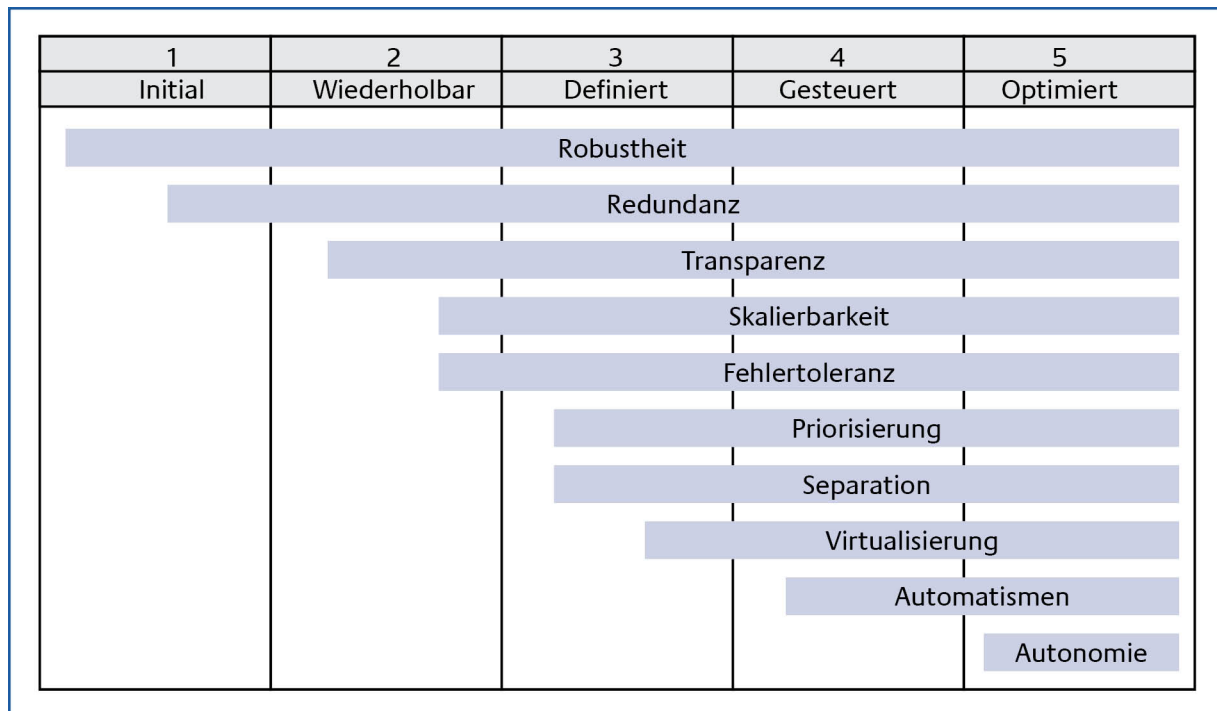 1 2 3 4 5
Initial Wiederholbar Definiert Gesteuert Optimiert
Robustheit
Redundanz
Transparenz
Skalierbarkeit
Fehlertoleranz
Priorisierung
Separation
Virtualisierung
Automatismen
Autonomie